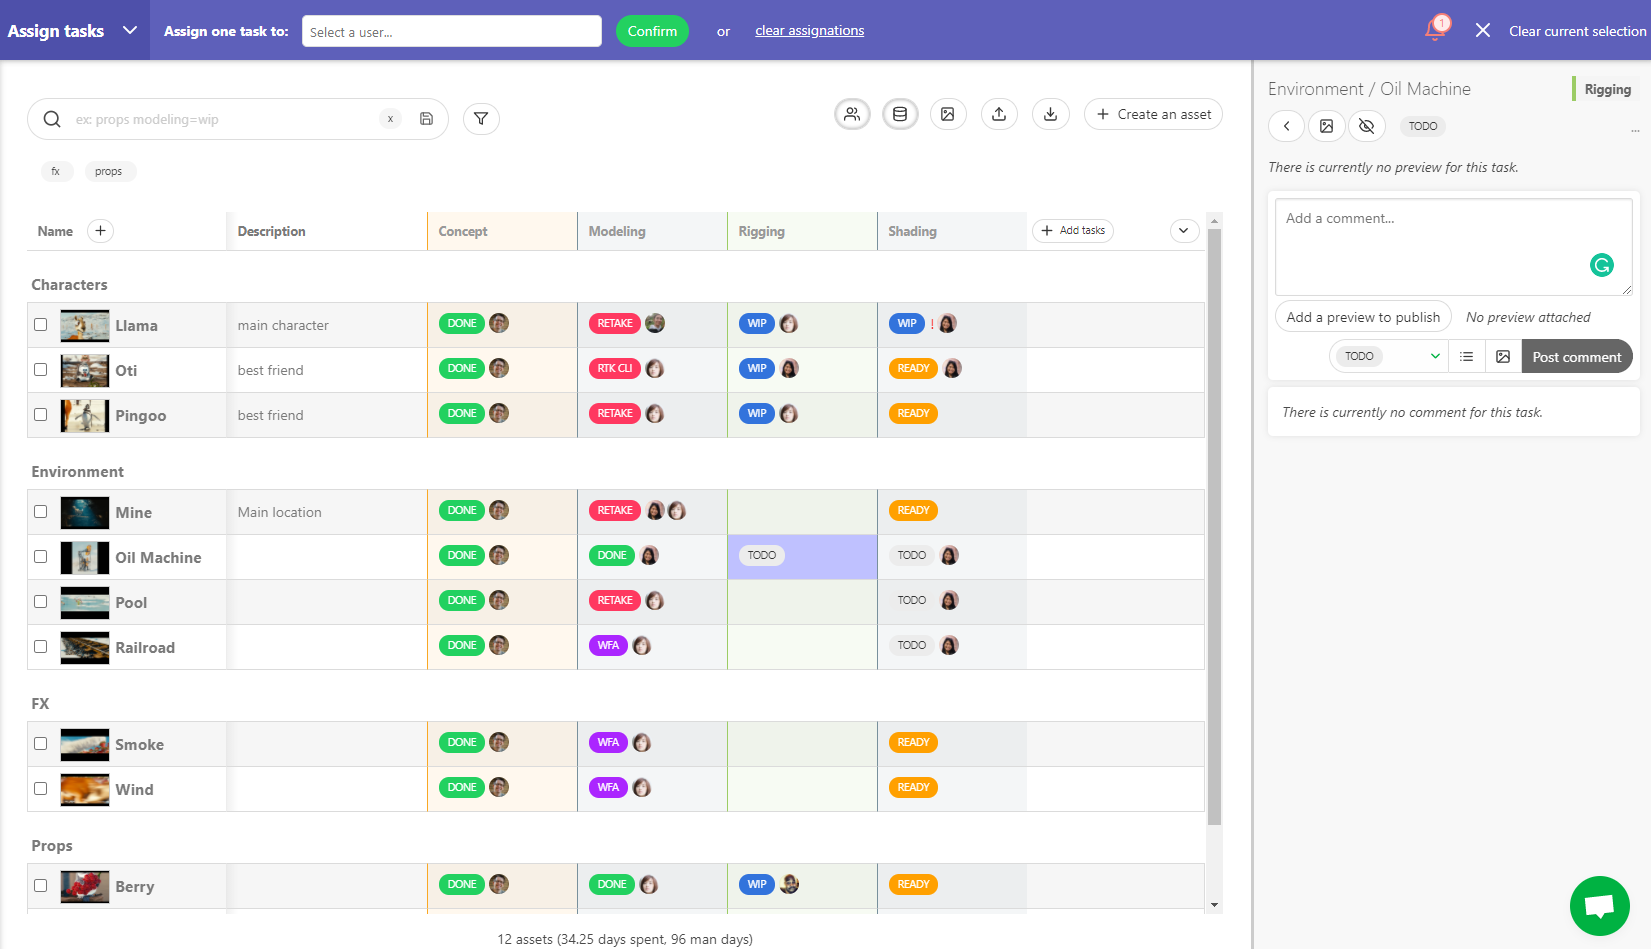 Assign tasks
Assign one task to: Select a user... Confirm or clear assignations 1 Clear current selection
ex: props modeling=wip x
Create an asset
fx props
Name Description Concept Modeling Rigging Shading Add tasks
Characters
Llama main character DONE RETAKE WIP WIP !
Oti best friend DONE RTK CLI WIP READY
Pingoo best friend DONE RETAKE WIP READY
Environment
Mine Main location DONE RETAKE READY
Oil Machine DONE DONE TODO TODO
Pool DONE RETAKE TODO
Railroad DONE WFA TODO
FX
Smoke DONE WFA READY
Wind DONE WFA READY
Props
Berry DONE DONE WIP READY
12 assets (34.25 days spent, 96 man days)
Environment / Oil Machine Rigging
TODO ...
There is currently no preview for this task.
Add a comment...
Add a preview to publish No preview attached
TODO Post comment
There is currently no comment for this task.